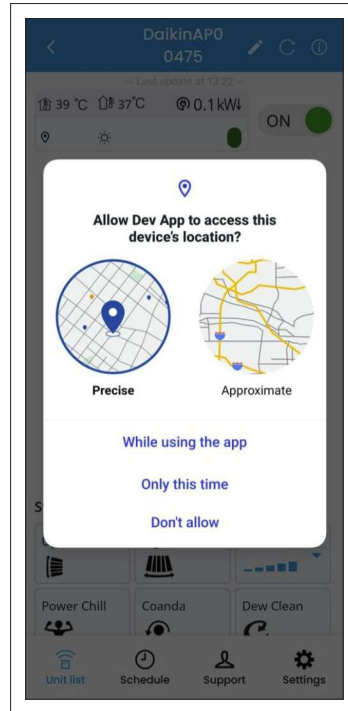 DaikinAP0
0475
— Last update at 13:22 —
39 °C 37°C 0.1 kW
ON
Allow Dev App to access this
device's location?
Precise Approximate
While using the app
Only this time
Don't allow
S
Power Chill Coanda Dew Clean
Unit list Schedule Support Settings